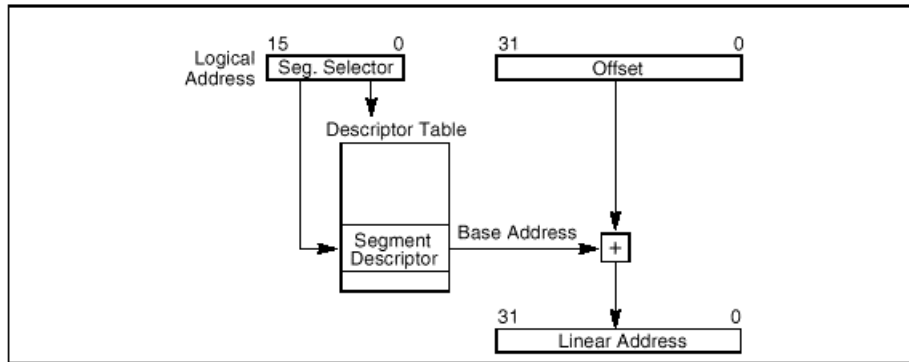 15 0
31 0
Logical
Address
Seg. Selector
Offset
Descriptor Table
Base Address
Segment
Descriptor
+
31 0
Linear Address